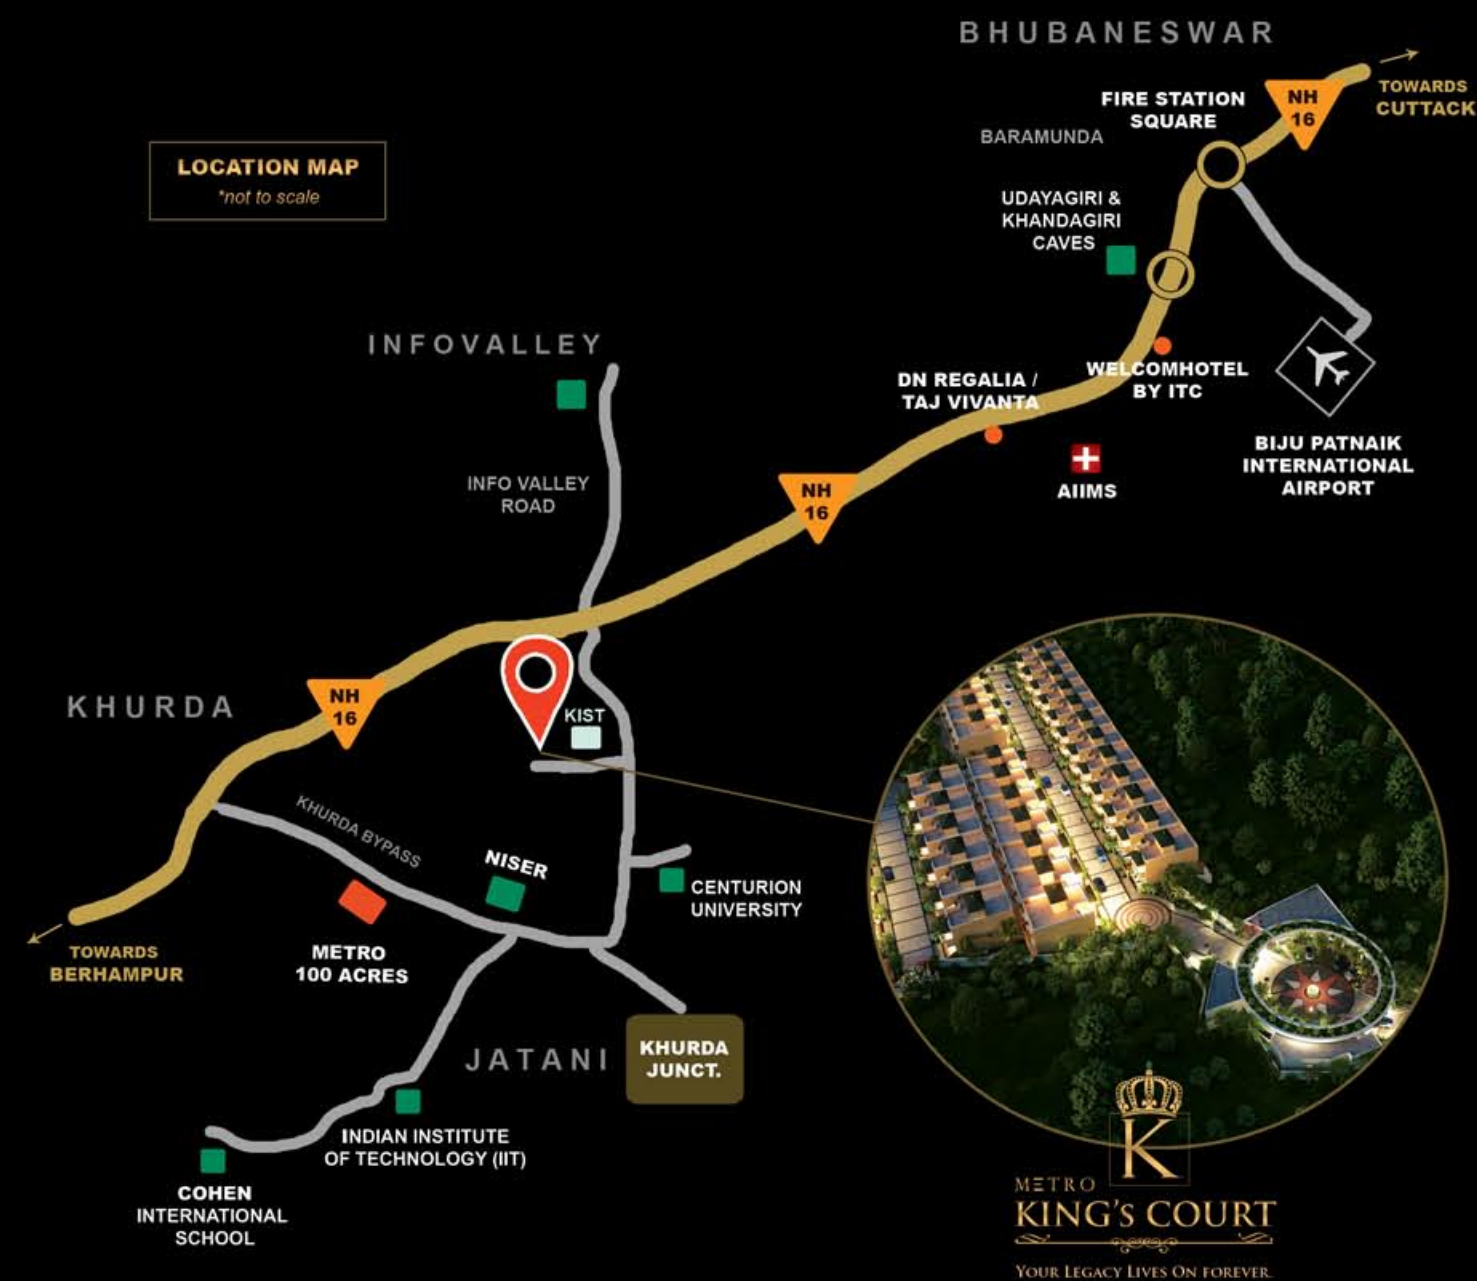 BHUBANESWAR
TOWARDS
CUTTACK
NH
16
FIRE STATION
SQUARE
BARAMUNDA
LOCATION MAP
*not to scale
UDAYAGIRI &
KHANDAGIRI
CAVES
INFOVALLEY
WELCOMHOTEL
BY ITC
DN REGALIA /
TAJ VIVANTA
BIJU PATNAIK
INTERNATIONAL
AIRPORT
AIIMS
INFO VALLEY
ROAD
NH
16
KHURDA
NH
16
KIST
KHURDA BYPASS
NISER
CENTURION
UNIVERSITY
METRO
100 ACRES
TOWARDS
BERHAMPUR
JATANI
KHURDA
JUNCT.
INDIAN INSTITUTE
OF TECHNOLOGY (IIT)
COHEN
INTERNATIONAL
SCHOOL
K
METRO
KING'S COURT
YOUR LEGACY LIVES ON FOREVER